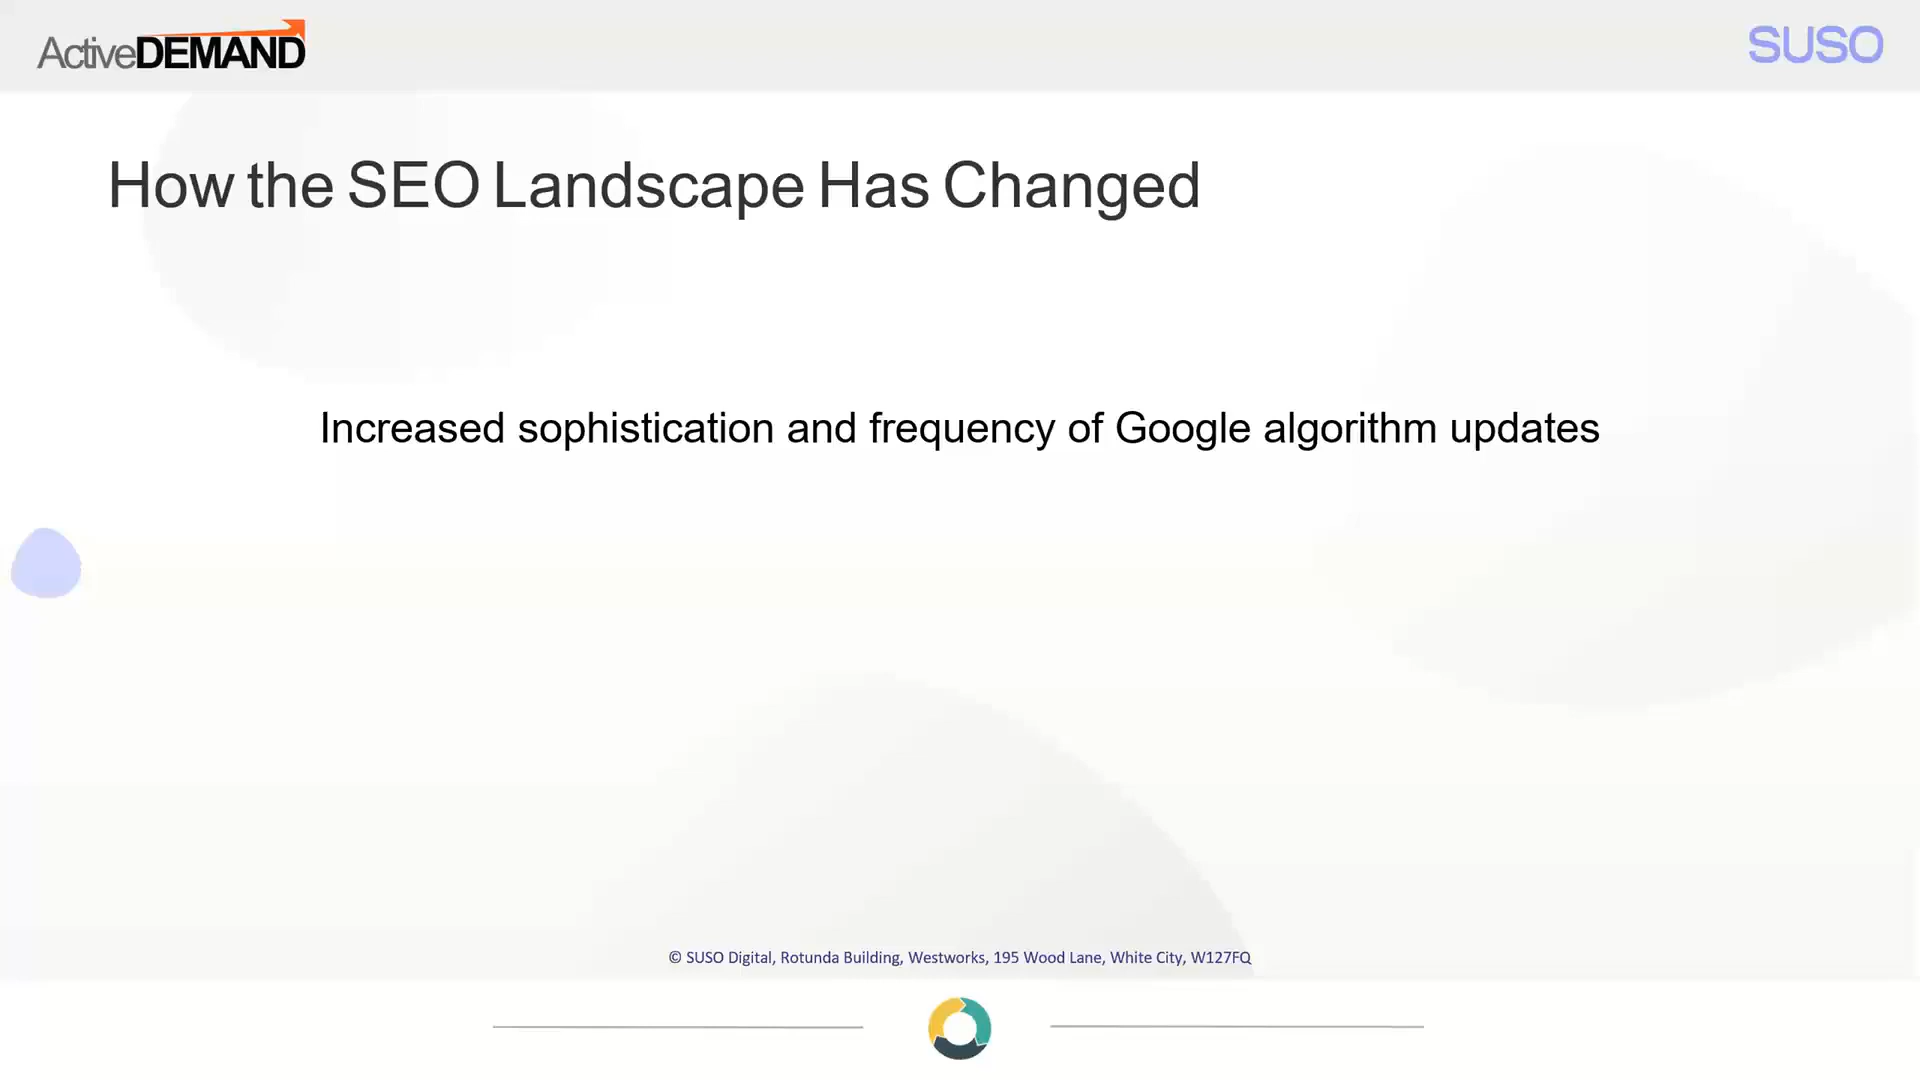 ActiveDEMAND
SUSO
How the SEO Landscape Has Changed
Increased sophistication and frequency of Google algorithm updates
© SUSO Digital, Rotunda Building, Westworks, 195 Wood Lane, White City, W127FQ